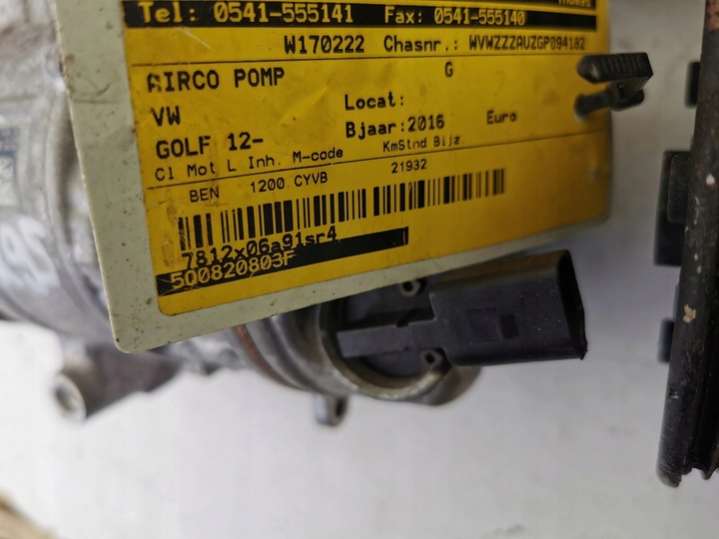 Tel: 0541-555141 Fax: 0541-555140
W170222 Chasnr.: WVWZZZAUZGP094182
AIRCO POMP G
VW Locat:
GOLF 12- Bjaar:2016 Euro
Cl Mot L Inh. M-code KmStnd Bijz.
BEN 1200 CYVB 21932
7812x06a91sr4
5Q0820803F